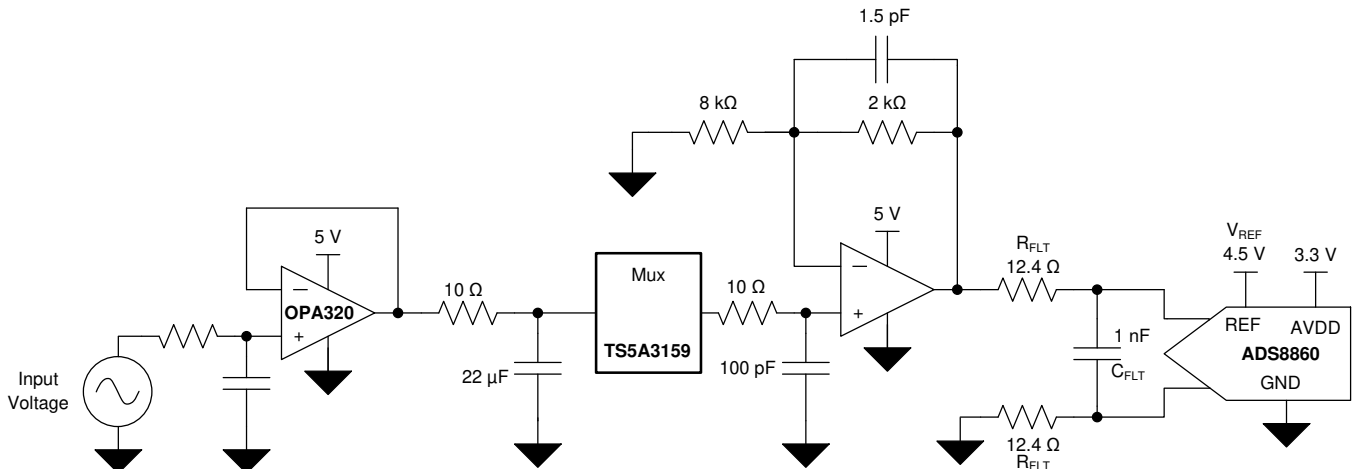 1.5 pF
8 kΩ
2 kΩ
5 V
5 V
OPA320
10 Ω
Mux
TS5A3159
10 Ω
22 µF
100 pF
Input
Voltage
−
+
−
+
R_FLT
12.4 Ω
V_REF
4.5 V
3.3 V
REF
AVDD
ADS8860
GND
1 nF
C_FLT
12.4 Ω
R_FLT